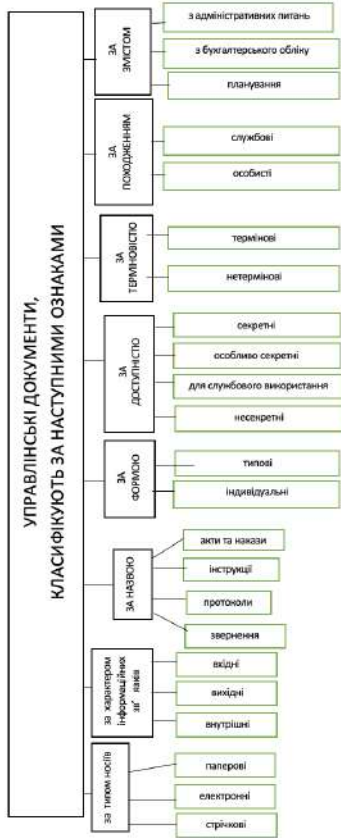 УПРАВЛІНСЬКІ ДОКУМЕНТИ,
КЛАСИФІКУЮТЬ ЗА НАСТУПНИМИ ОЗНАКАМИ
за типом носіїв
паперові
електронні
стрічкові
за характером
інформаційних
зв' язків
вхідні
вихідні
внутрішні
ЗА НАЗВОЮ
акти та накази
інструкції
протоколи
звернення
ЗА
ФОРМОЮ
типові
індивідуальні
ЗА
ДОСТУПНІСТЮ
секретні
особливо секретні
для службового використання
несекретні
ЗА
ТЕРМІНОВІСТЮ
термінові
нетермінові
ЗА
ПОХОДЖЕННЯМ
службові
особисті
ЗА
ЗМІСТОМ
з адміністративних питань
з бухгалтерського обліку
планування